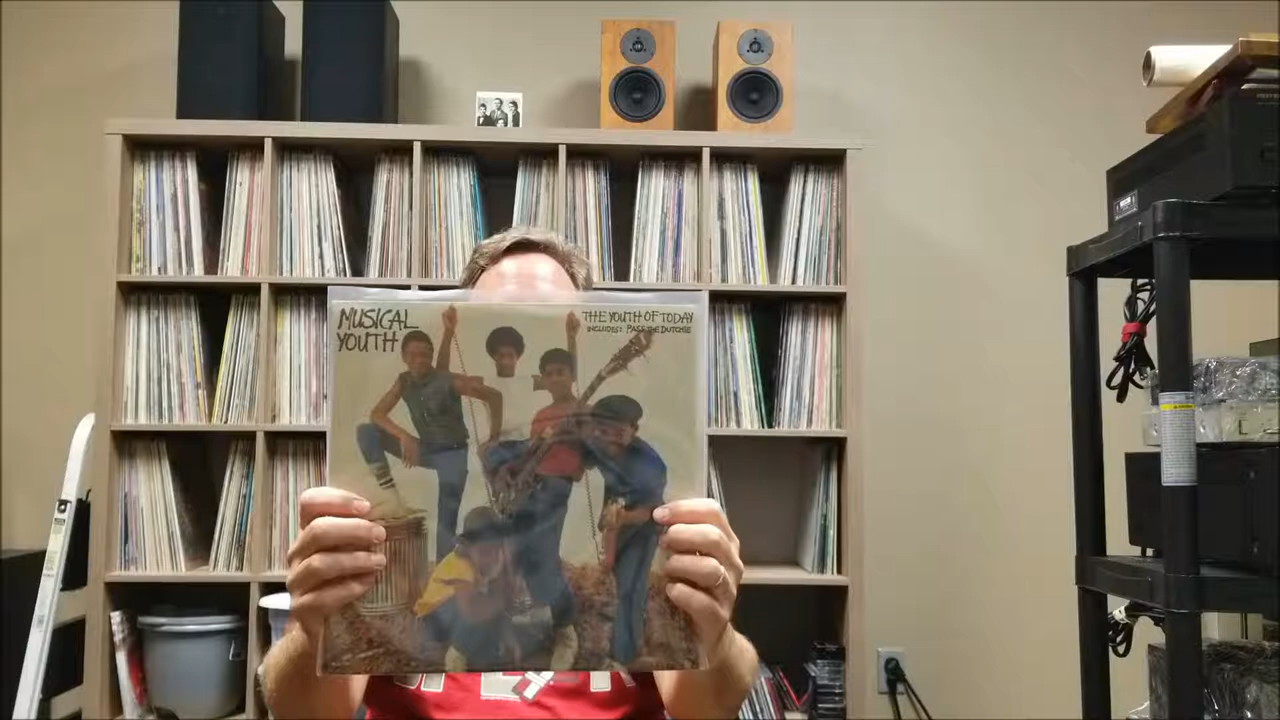 MUSICAL
YOUTH
THE YOUTH OF TODAY
INCLUDES: PASS THE DUTCHIE